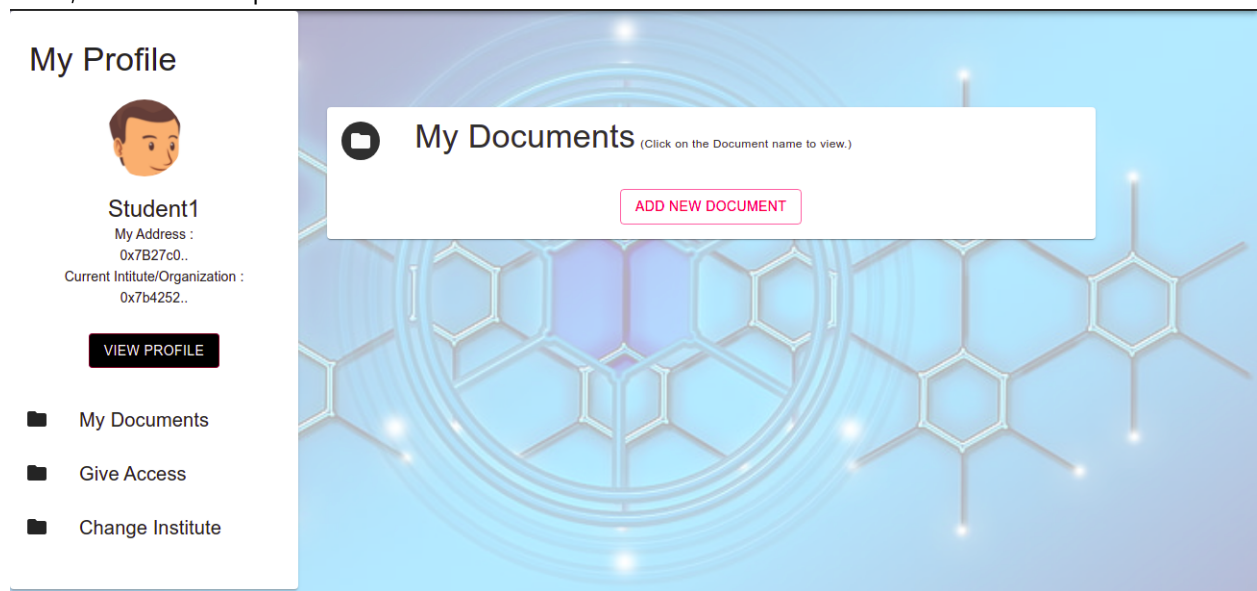 My Profile
Student1
My Address :
0x7B27c0..
Current Intitute/Organization :
0x7b4252..
VIEW PROFILE
My Documents
Give Access
Change Institute
My Documents (Click on the Document name to view.)
ADD NEW DOCUMENT